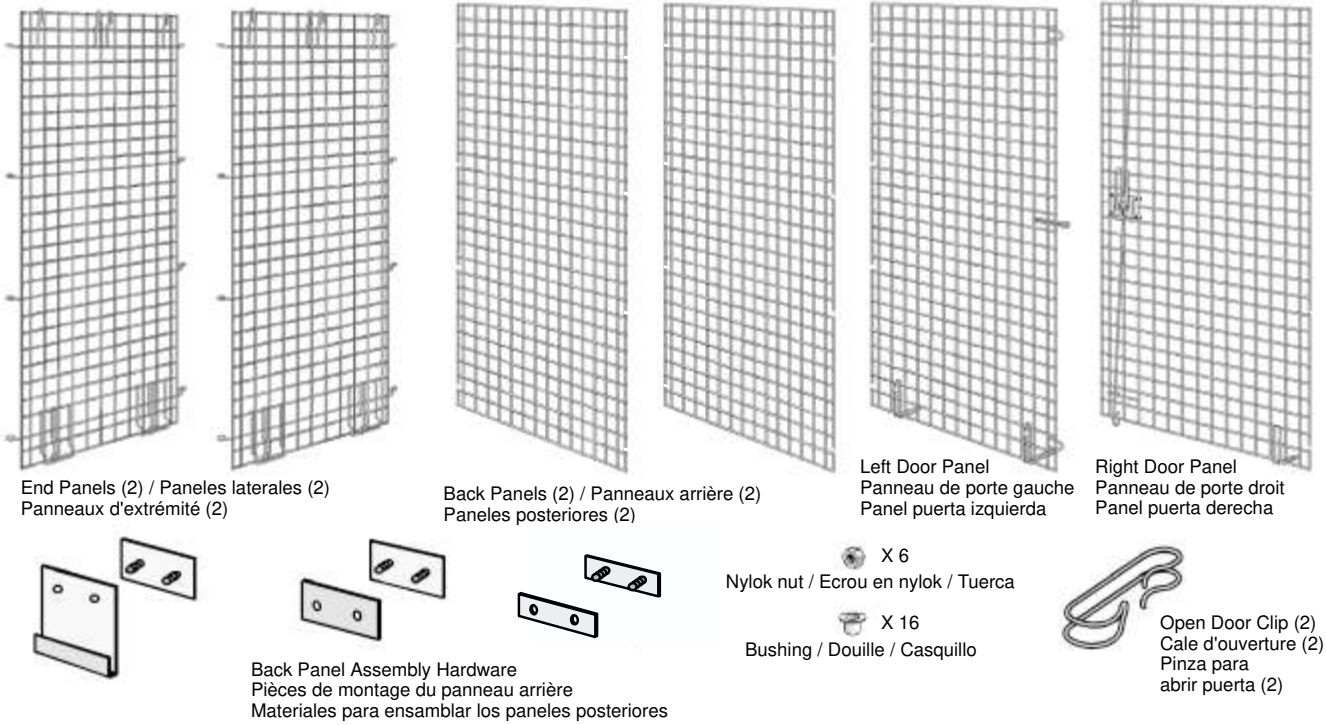 End Panels (2) / Paneles laterales (2)
Panneaux d'extrémité (2)
Back Panels (2) / Panneaux arrière (2)
Paneles posteriores (2)
Left Door Panel
Panneau de porte gauche
Panel puerta izquierda
Right Door Panel
Panneau de porte droit
Panel puerta derecha
Back Panel Assembly Hardware
Pièces de montage du panneau arrière
Materiales para ensamblar los paneles posteriores
X 6
Nylok nut / Ecrou en nylok / Tuerca
X 16
Bushing / Douille / Casquillo
Open Door Clip (2)
Cale d'ouverture (2)
Pinza para
abrir puerta (2)